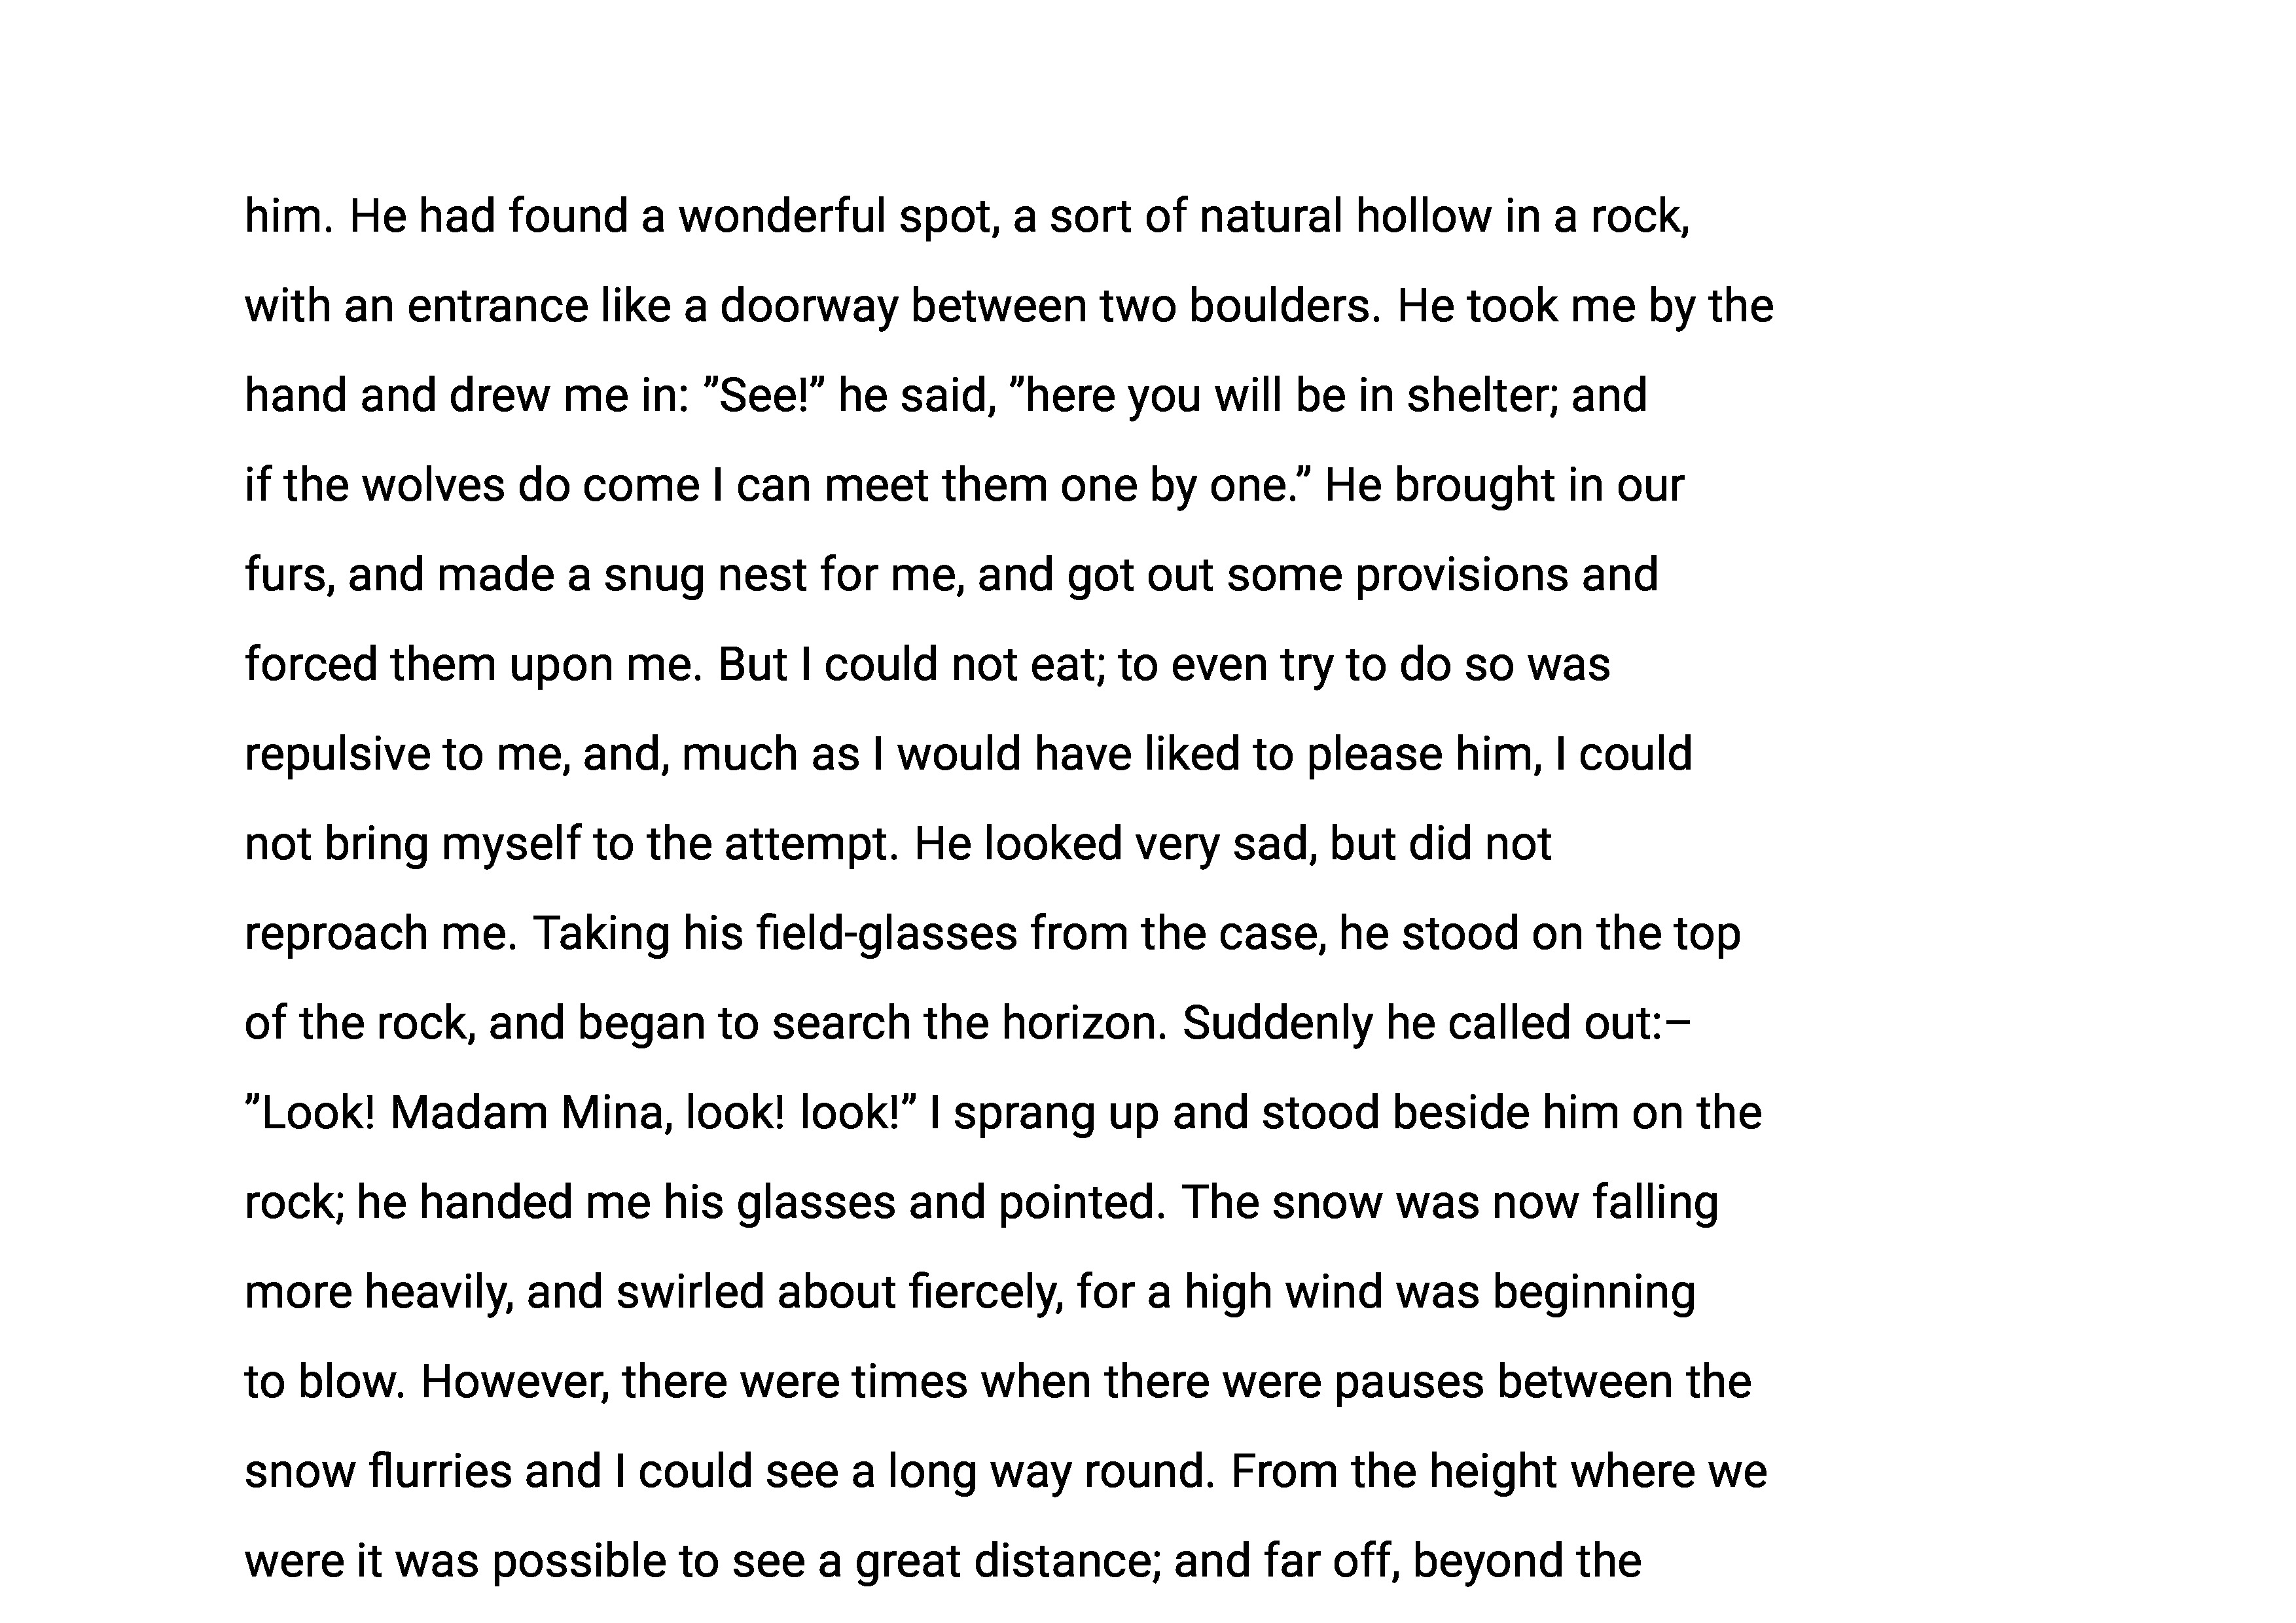 him. He had found a wonderful spot, a sort of natural hollow in a rock,
with an entrance like a doorway between two boulders. He took me by the
hand and drew me in: ”See!” he said, ”here you will be in shelter; and
if the wolves do come I can meet them one by one.” He brought in our
furs, and made a snug nest for me, and got out some provisions and
forced them upon me. But I could not eat; to even try to do so was
repulsive to me, and, much as I would have liked to please him, I could
not bring myself to the attempt. He looked very sad, but did not
reproach me. Taking his field-glasses from the case, he stood on the top
of the rock, and began to search the horizon. Suddenly he called out:–
”Look! Madam Mina, look! look!” I sprang up and stood beside him on the
rock; he handed me his glasses and pointed. The snow was now falling
more heavily, and swirled about fiercely, for a high wind was beginning
to blow. However, there were times when there were pauses between the
snow flurries and I could see a long way round. From the height where we
were it was possible to see a great distance; and far off, beyond the